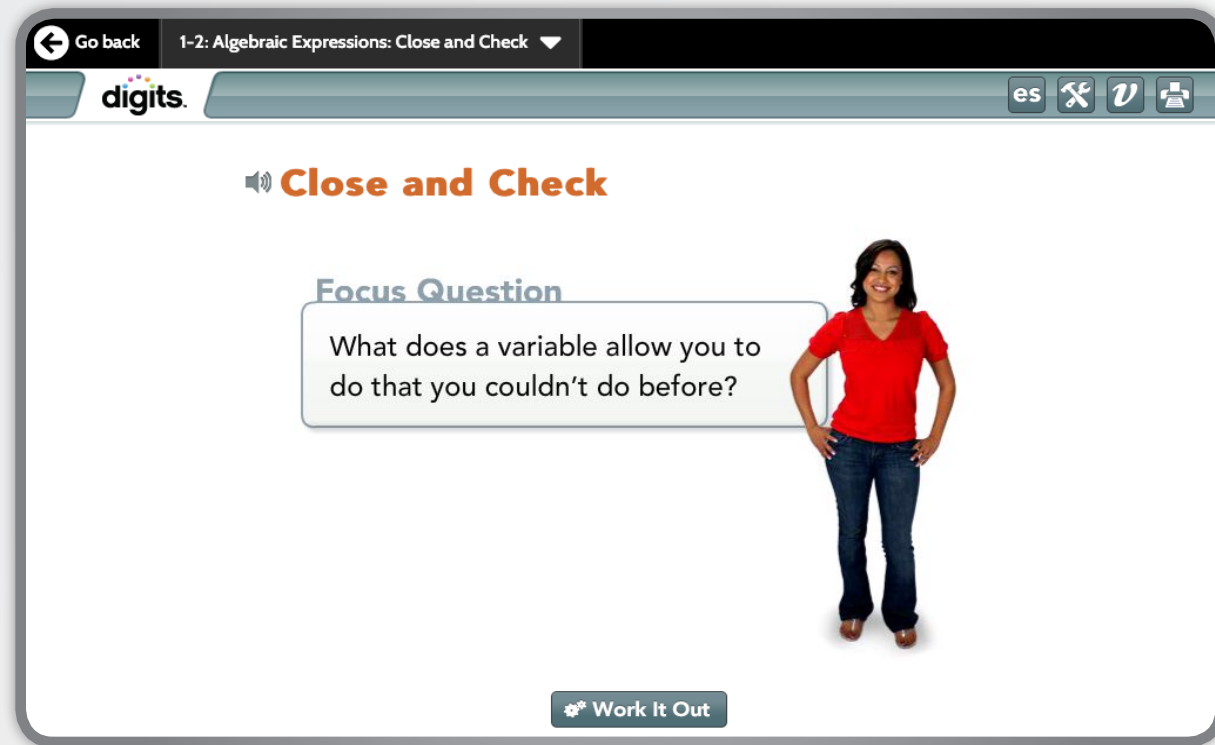 Go back
1-2: Algebraic Expressions: Close and Check
digits.
es
V
Close and Check
Focus Question
What does a variable allow you to
do that you couldn't do before?
Work It Out